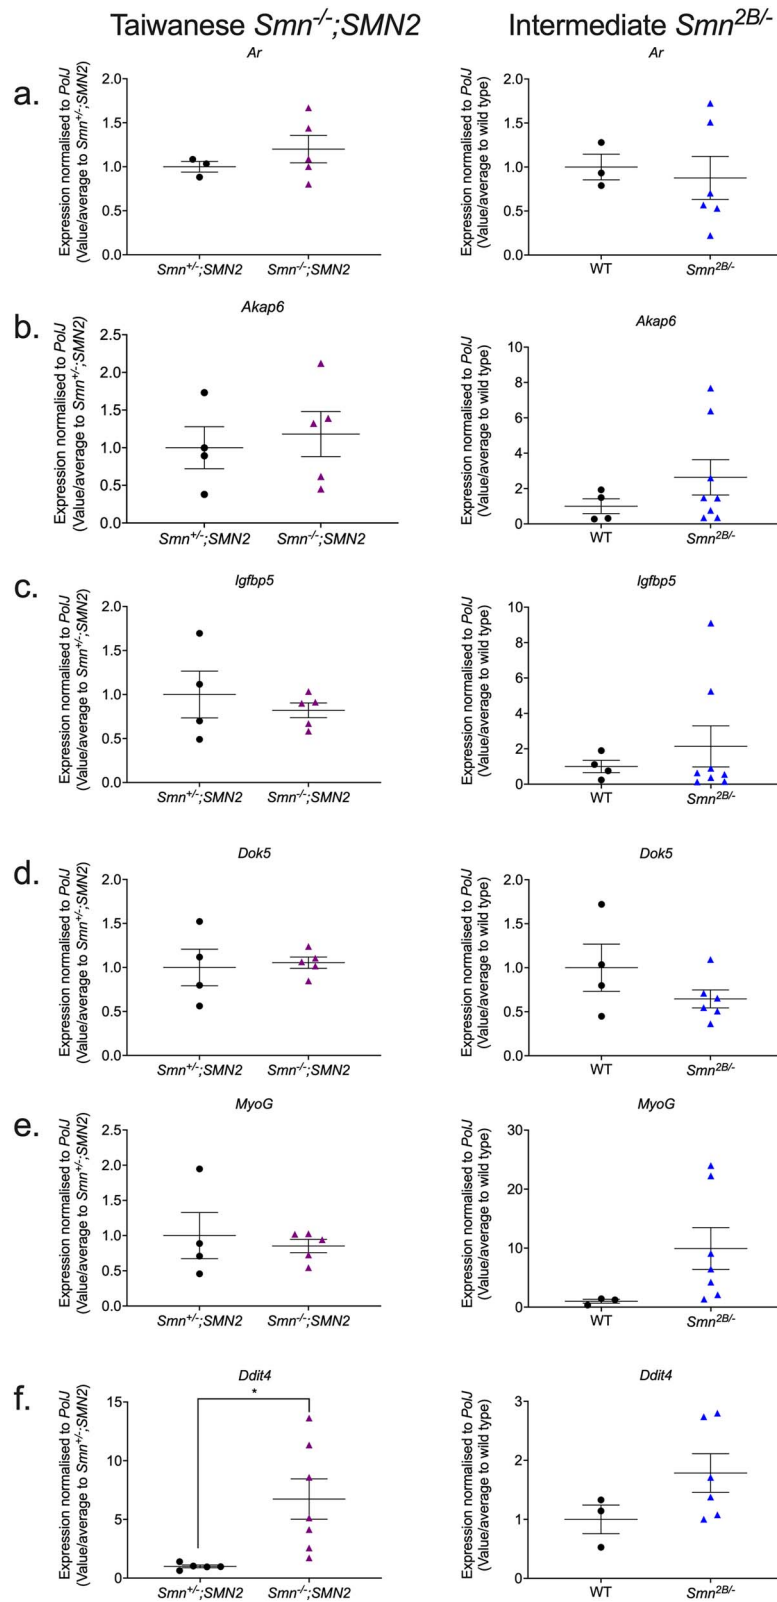 Taiwanese Smn-/-;SMN2
Intermediate Smn2B/-
a.
Ar
Expression normalised to PolJ
(Value/average to Smn+/-;SMN2)
2.0
1.5
1.0
0.5
0.0
Smn+/-;SMN2
Smn-/-;SMN2
Ar
Expression normalised to PolJ
(Value/average to wild type)
2.0
1.5
1.0
0.5
0.0
WT
Smn2B/-
b.
Akap6
Expression normalised to PolJ
(Value/average to Smn+/-;SMN2)
2.5
2.0
1.5
1.0
0.5
0.0
Smn+/-;SMN2
Smn-/-;SMN2
Akap6
Expression normalised to PolJ
(Value/average to wild type)
10
8
6
4
2
0
WT
Smn2B/-
c.
Igfbp5
Expression normalised to PolJ
(Value/average to Smn+/-;SMN2)
2.0
1.5
1.0
0.5
0.0
Smn+/-;SMN2
Smn-/-;SMN2
Igfbp5
Expression normalised to PolJ
(Value/average to wild type)
10
8
6
4
2
0
WT
Smn2B/-
d.
Dok5
Expression normalised to PolJ
(Value/average to Smn+/-;SMN2)
2.0
1.5
1.0
0.5
0.0
Smn+/-;SMN2
Smn-/-;SMN2
Dok5
Expression normalised to PolJ
(Value/average to wild type)
2.0
1.5
1.0
0.5
0.0
WT
Smn2B/-
e.
MyoG
Expression normalised to PolJ
(Value/average to Smn+/-;SMN2)
2.5
2.0
1.5
1.0
0.5
0.0
Smn+/-;SMN2
Smn-/-;SMN2
MyoG
Expression normalised to PolJ
(Value/average to wild type)
30
20
10
0
WT
Smn2B/-
f.
Ddit4
Expression normalised to PolJ
(Value/average to Smn+/-;SMN2)
15
10
5
0
*
Smn+/-;SMN2
Smn-/-;SMN2
Ddit4
Expression normalised to PolJ
(Value/average to wild type)
3
2
1
0
WT
Smn2B/-